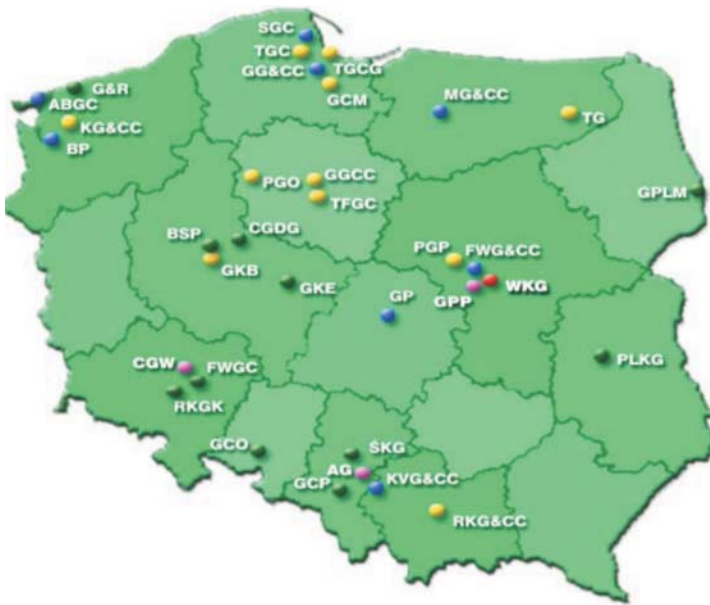 SGC
TGC
TGCG
GG&CC
GCM
G&R
ABGC
KG&CC
BP
MG&CC
TG
GPLM
PGO
GGCC
TFGC
BSP
CGDG
GKB
GKE
PGP
FWG&CC
WKG
GPP
GP
PLKG
CGW
FWGC
RKGK
GCO
ŚKG
AG
GCP
KVG&CC
RKG&CC